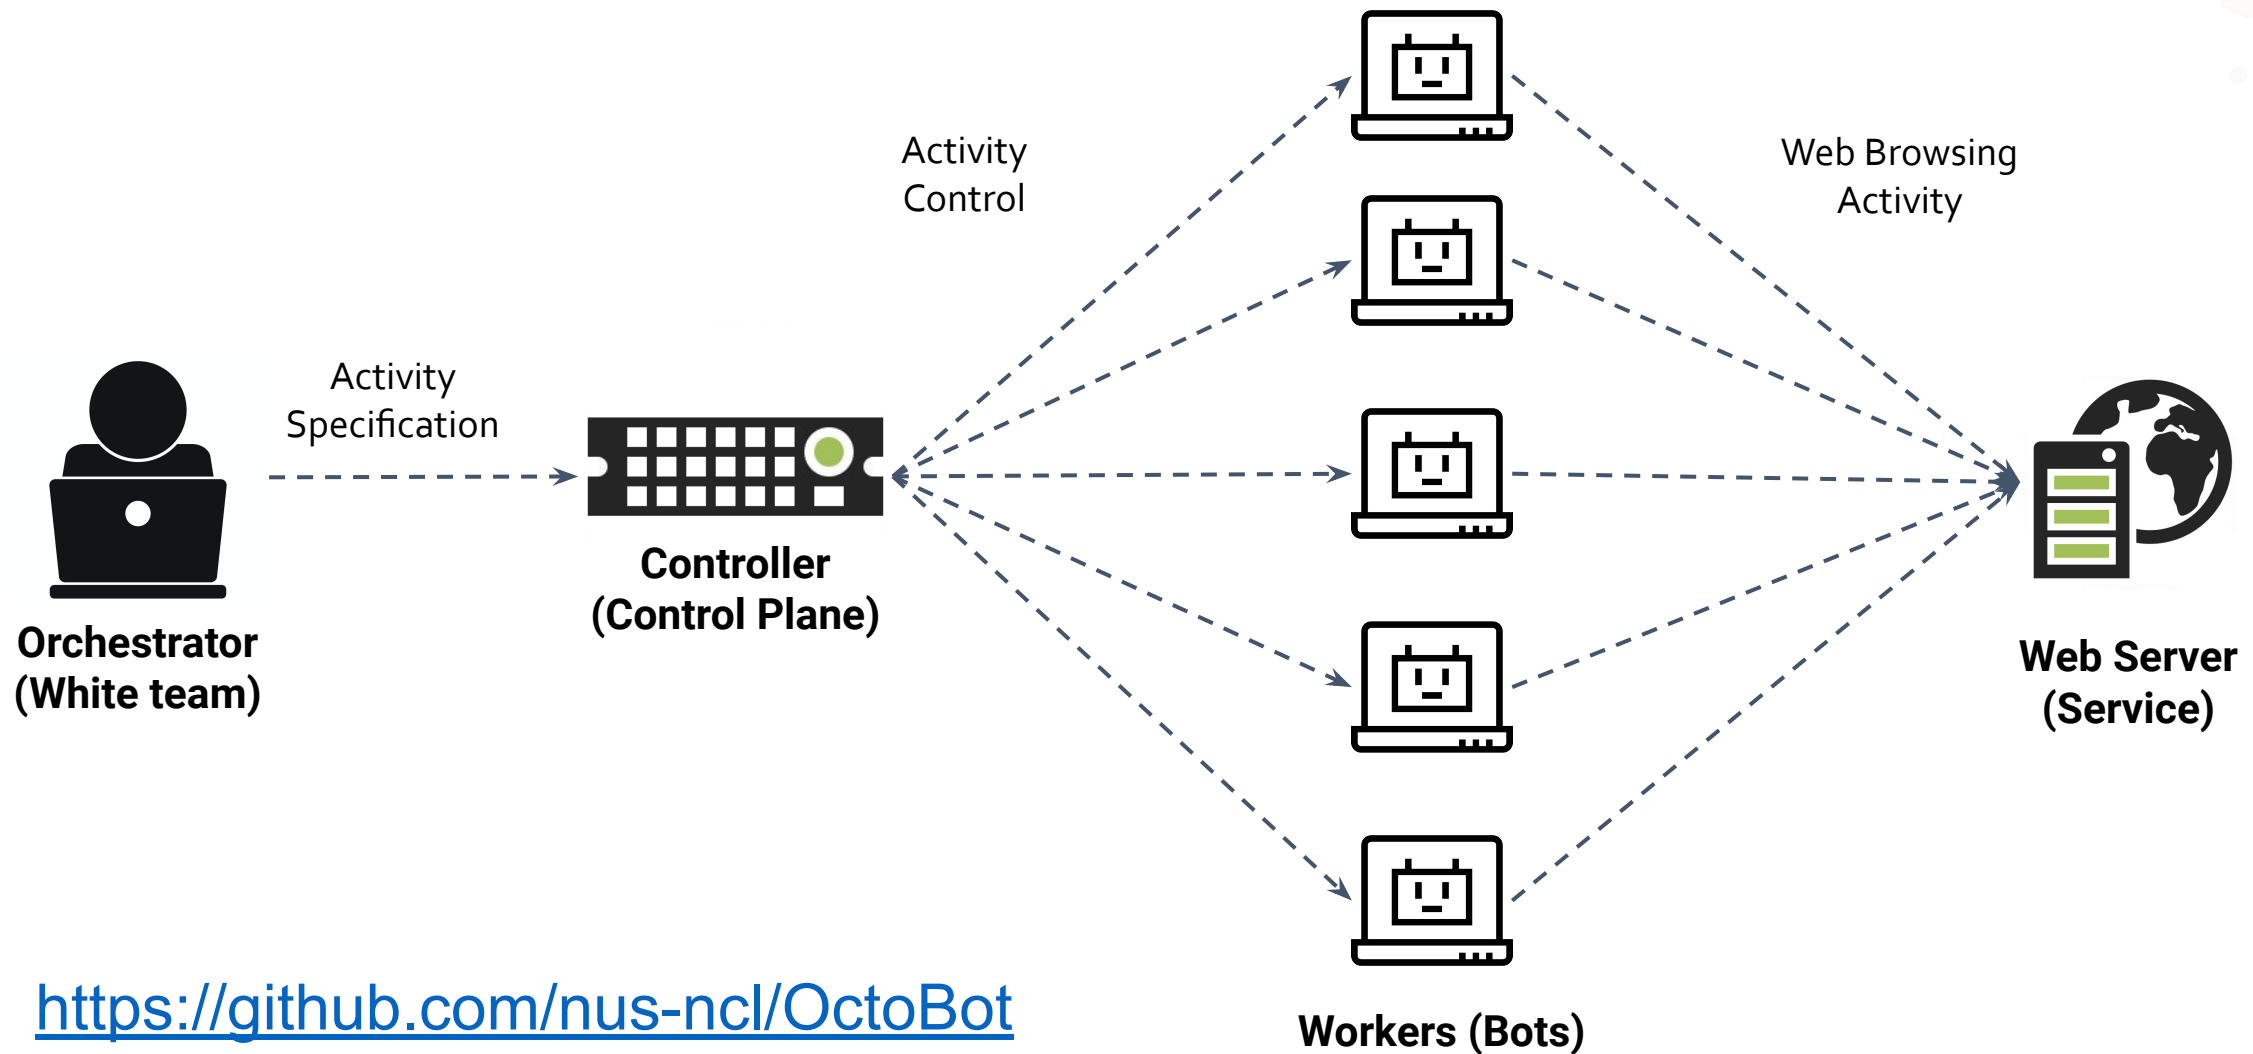 Activity
Control
Web Browsing
Activity
Activity
Specification
Controller
(Control Plane)
Orchestrator
(White team)
Web Server
(Service)
https://github.com/nus-ncl/OctoBot
Workers (Bots)